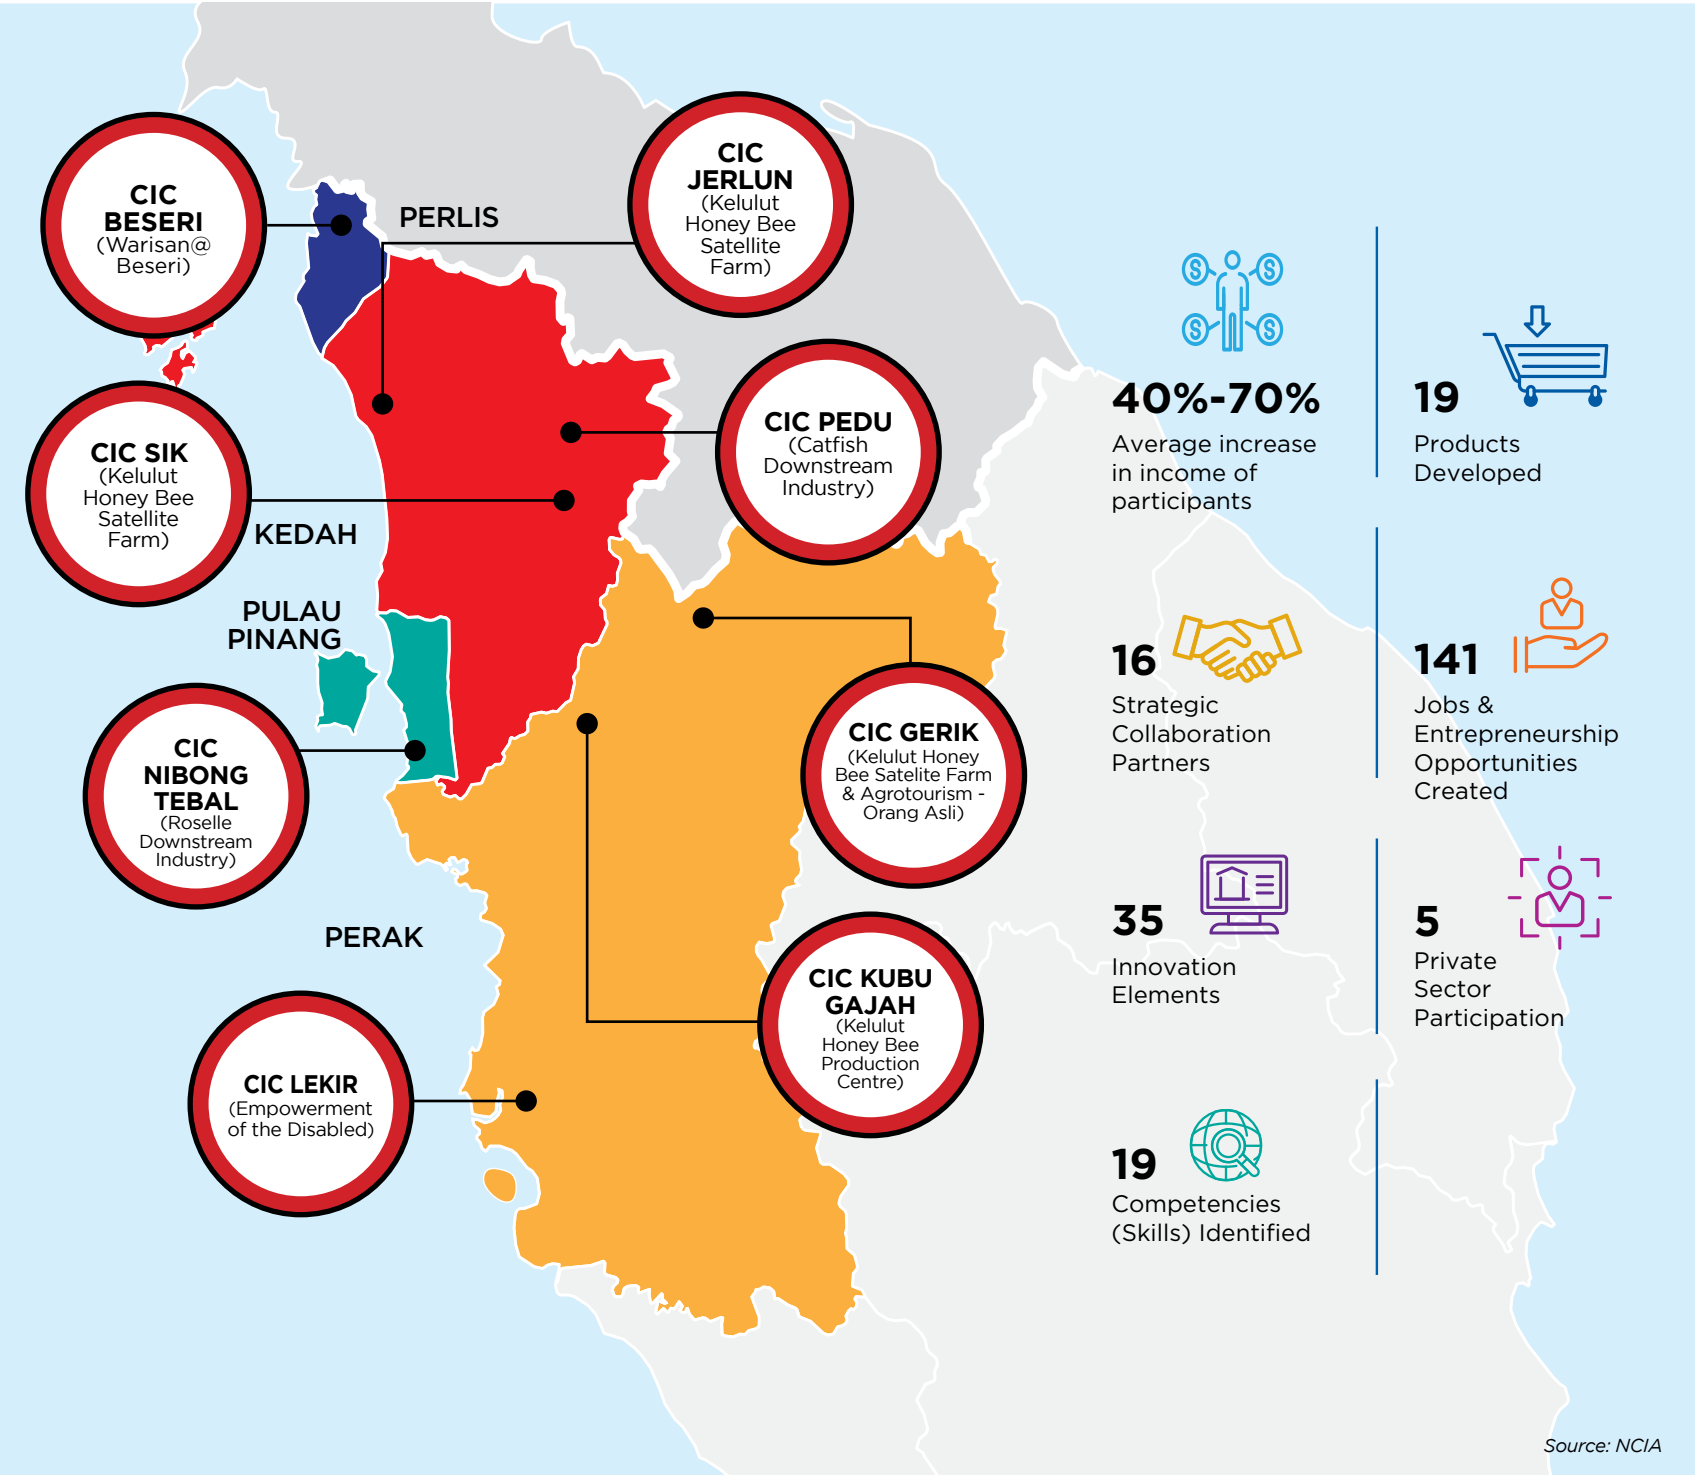 CIC
BESERI
(Warisan@
Beseri)
PERLIS
CIC
JERLUN
(Kelulut
Honey Bee
Satellite
Farm)
CIC SIK
(Kelulut
Honey Bee
Satellite
Farm)
KEDAH
CIC PEDU
(Catfish
Downstream
Industry)
PULAU
PINANG
CIC
NIBONG
TEBAL
(Roselle
Downstream
Industry)
CIC GERIK
(Kelulut Honey
Bee Satelite Farm
& Agrotourism -
Orang Asli)
PERAK
CIC KUBU
GAJAH
(Kelulut
Honey Bee
Production
Centre)
CIC LEKIR
(Empowerment
of the Disabled)
40%-70%
Average increase
in income of
participants
19
Products
Developed
16
Strategic
Collaboration
Partners
141
Jobs &
Entrepreneurship
Opportunities
Created
35
Innovation
Elements
5
Private
Sector
Participation
19
Competencies
(Skills) Identified
Source: NCIA